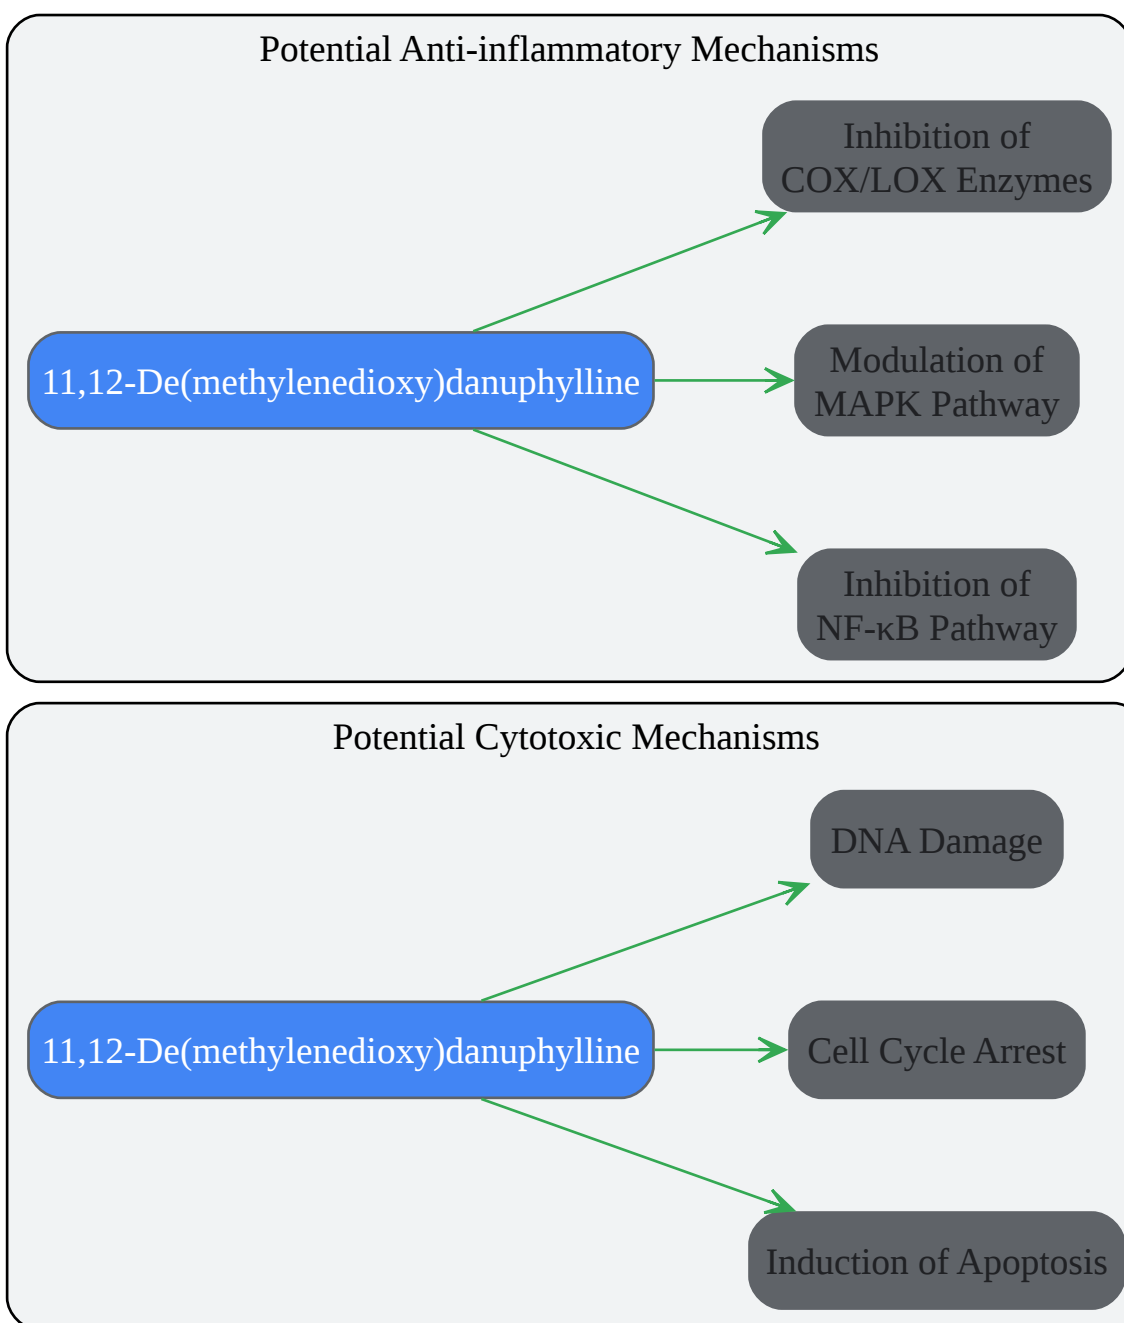 Potential Anti-inflammatory Mechanisms
Inhibition of
COX/LOX Enzymes
11,12-De(methylenedioxy)danuphylline
Modulation of
MAPK Pathway
Inhibition of
NF-κB Pathway
Potential Cytotoxic Mechanisms
DNA Damage
11,12-De(methylenedioxy)danuphylline
Cell Cycle Arrest
Induction of Apoptosis